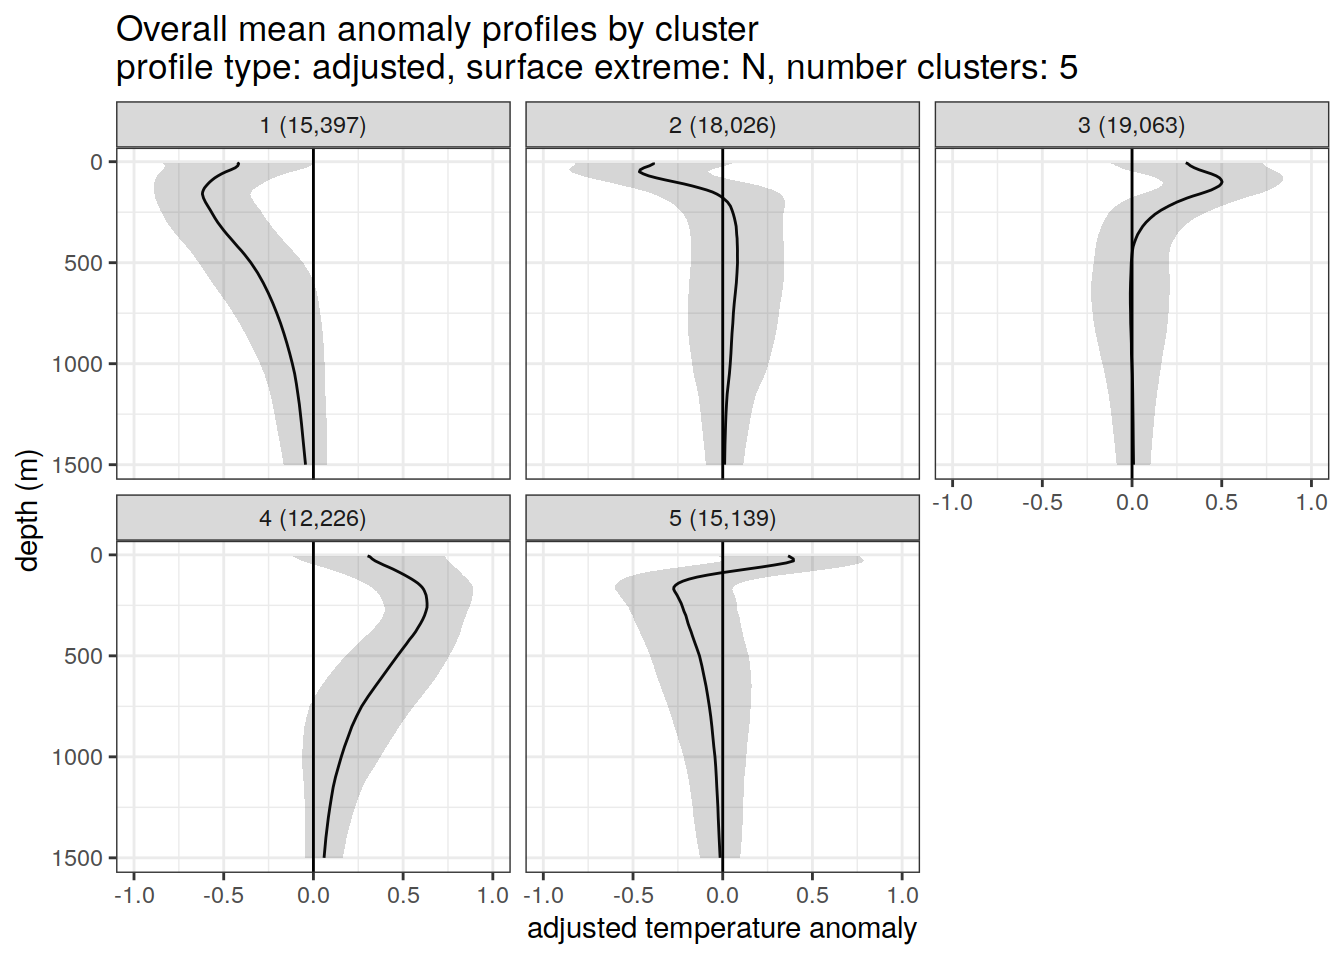 Overall mean anomaly profiles by cluster
profile type: adjusted, surface extreme: N, number clusters: 5
1 (15,397)
2 (18,026)
3 (19,063)
0
500
1000
1500
-1.0 -0.5 0.0 0.5 1.0
4 (12,226)
5 (15,139)
depth (m)
0
500
1000
1500
-1.0 -0.5 0.0 0.5 1.0
-1.0 -0.5 0.0 0.5 1.0
adjusted temperature anomaly